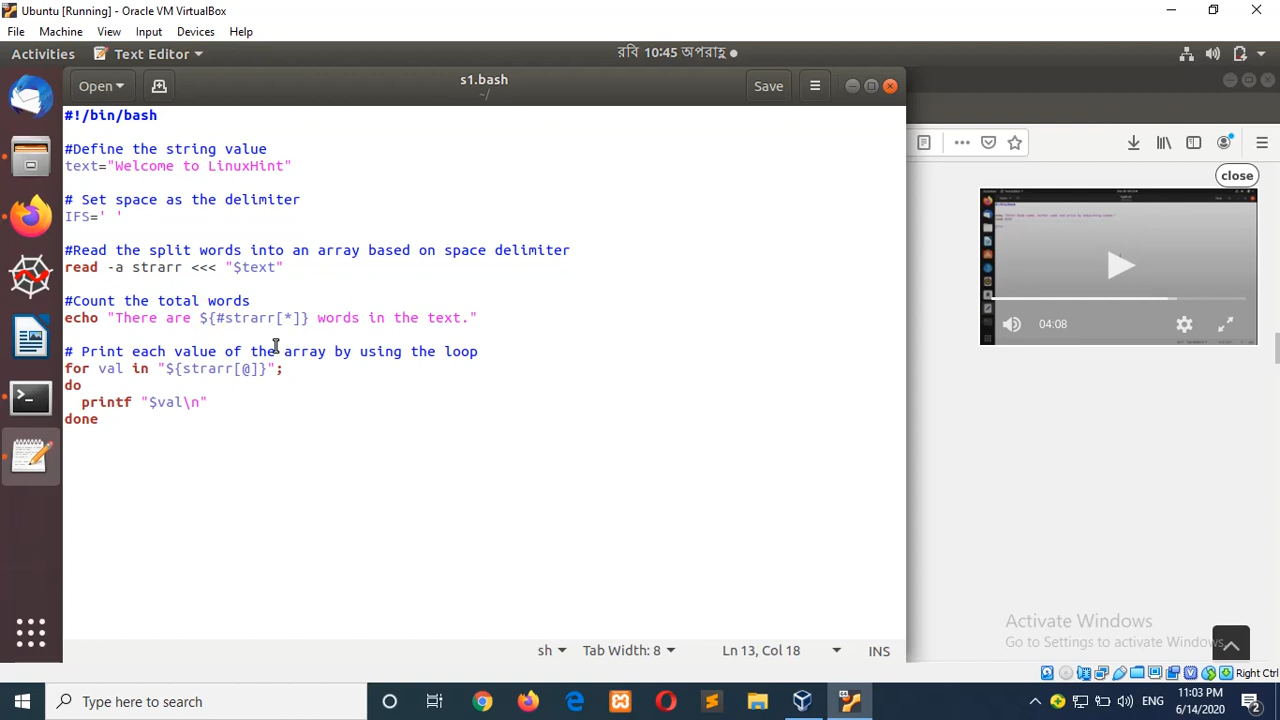 Ubuntu [Running] - Oracle VM VirtualBox
File Machine View Input Devices Help
Activities Text Editor রবি 10:45 অপরাহ্ণ
Open s1.bash Save
~/
#!/bin/bash
#Define the string value
text="Welcome to LinuxHint"
# Set space as the delimiter
IFS=' '
#Read the split words into an array based on space delimiter
read -a strarr <<< "$text"
#Count the total words
echo "There are ${#strarr[*]} words in the text."
# Print each value of the array by using the loop
for val in "${strarr[@]}";
do
printf "$val\n"
done
close
04:08
Activate Windows
Go to Settings to activate Windows.
sh Tab Width: 8 Ln 13, Col 18 INS
Right Ctrl
Type here to search
ENG
11:03 PM
6/14/2020
2